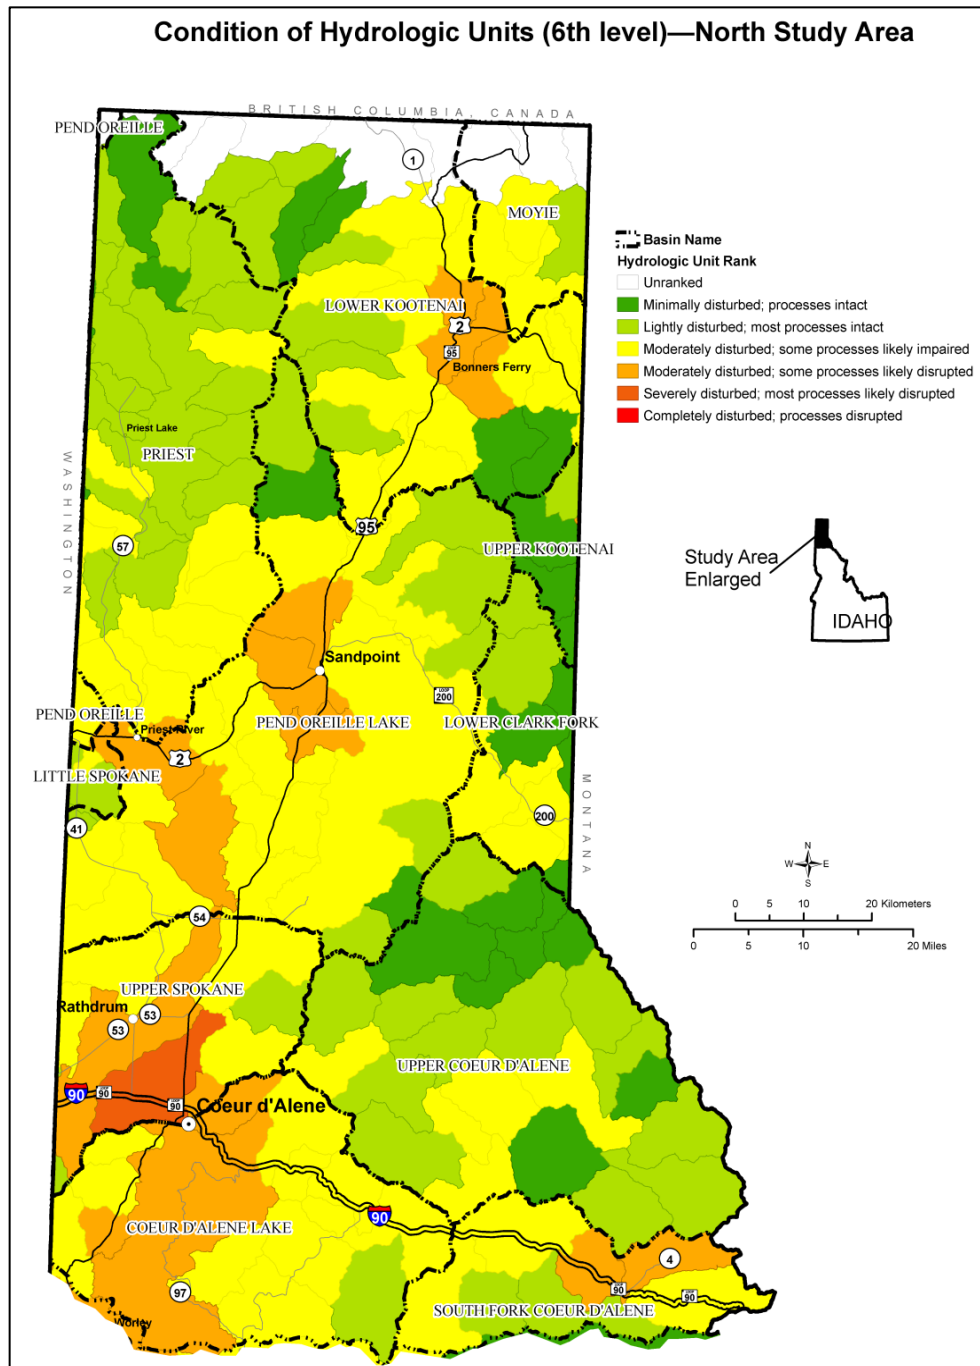 Condition of Hydrologic Units (6th level)—North Study Area
BRITISH COLUMBIA, CANADA
PEND OREILLE
1
MOYIE
Basin Name
Hydrologic Unit Rank
Unranked
Minimally disturbed; processes intact
Lightly disturbed; most processes intact
Moderately disturbed; some processes likely impaired
Moderately disturbed; some processes likely disrupted
Severely disturbed; most processes likely disrupted
Completely disturbed; processes disrupted
LOWER KOOTENAI
2
LOOP
95
Bonners Ferry
Priest Lake
PRIEST
WASHINGTON
95
57
UPPER KOOTENAI
Study Area
Enlarged
IDAHO
Sandpoint
LOOP
200
PEND OREILLE
PEND OREILLE LAKE
LOWER CLARK FORK
Priest River
2
LITTLE SPOKANE
MONTANA
41
200
N
W
E
S
0 5 10 20 Kilometers
0 5 10 20 Miles
54
UPPER SPOKANE
Rathdrum
53
53
UPPER COEUR D'ALENE
90
LOOP
90
LOOP
90
Coeur d'Alene
90
COEUR D'ALENE LAKE
4
97
LOOP
90
LOOP
90
SOUTH FORK COEUR D'ALENE
Worley